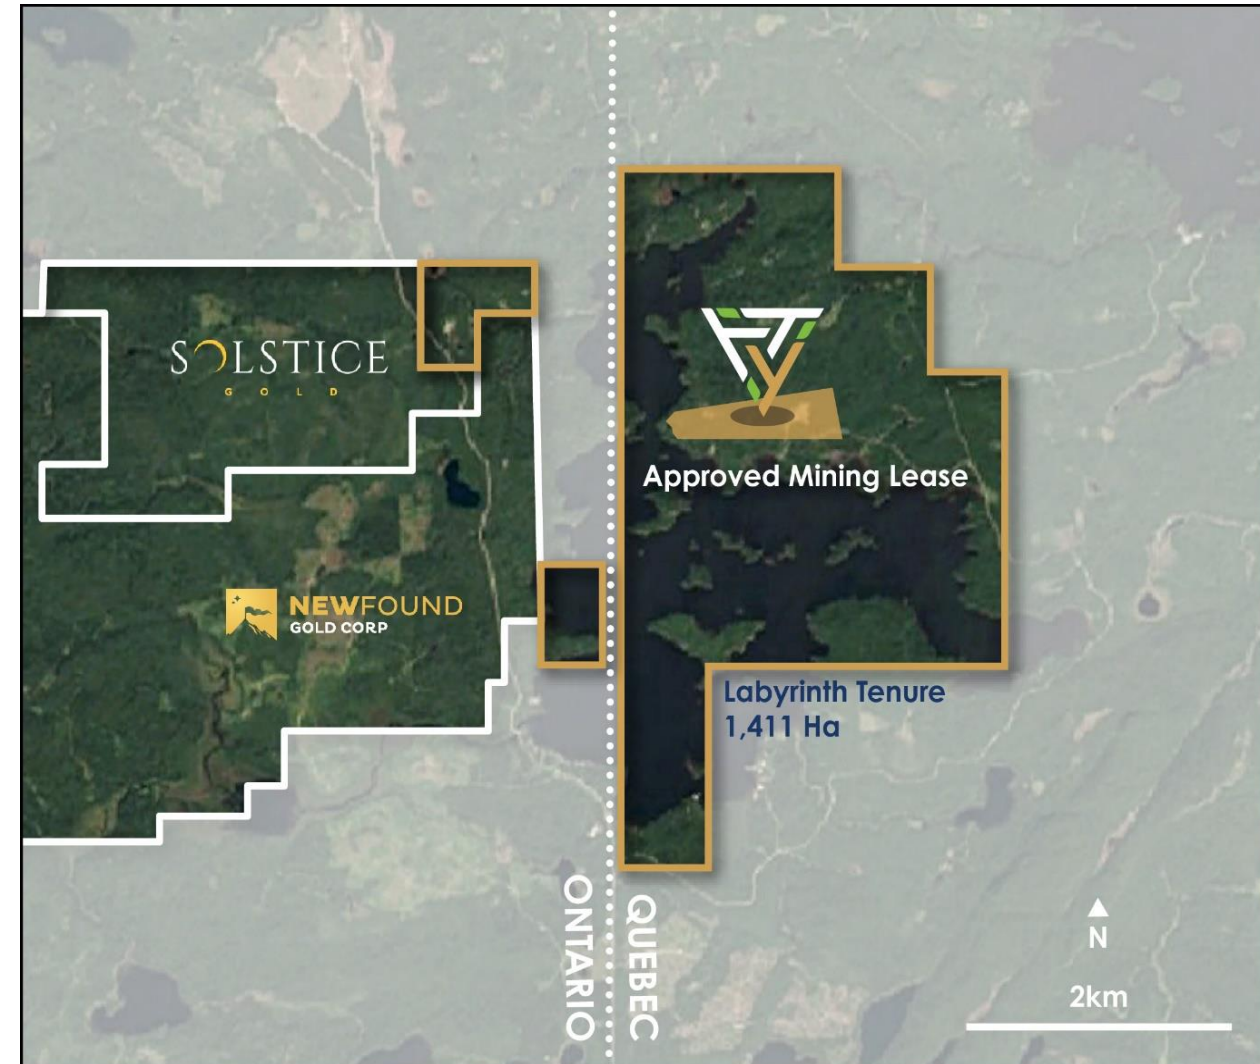 SOLSTICE
GOLD
Approved Mining Lease
NEWFOUND
GOLD CORP
Labyrinth Tenure
1,411 Ha
ONTARIO
QUEBEC
N
2km